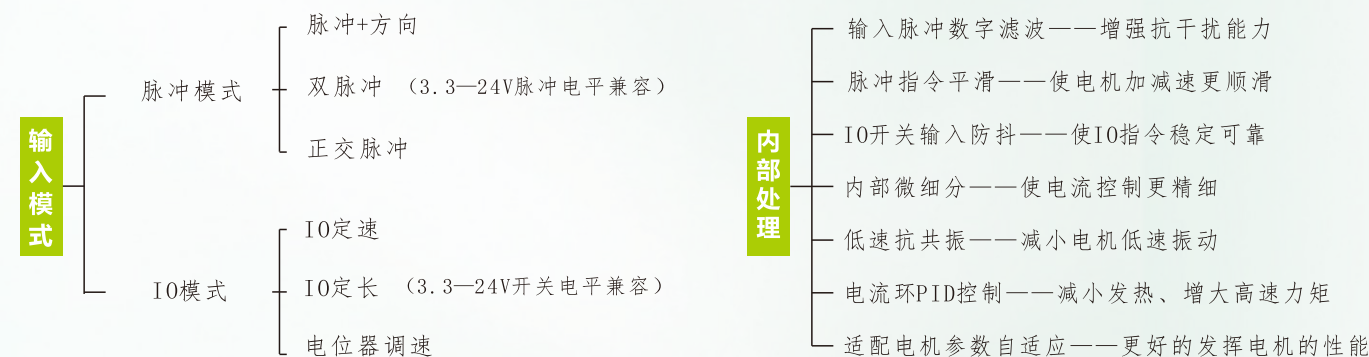 输入模式
脉冲模式
脉冲+方向
双脉冲 （3.3—24V脉冲电平兼容）
正交脉冲
IO模式
IO定速
IO定长 （3.3—24V开关电平兼容）
电位器调速
内部处理
输入脉冲数字滤波——增强抗干扰能力
脉冲指令平滑——使电机加减速更顺滑
IO开关输入防抖——使IO指令稳定可靠
内部微细分——使电流控制更精细
低速抗共振——减小电机低速振动
电流环PID控制——减小发热、增大高速力矩
适配电机参数自适应——更好的发挥电机的性能